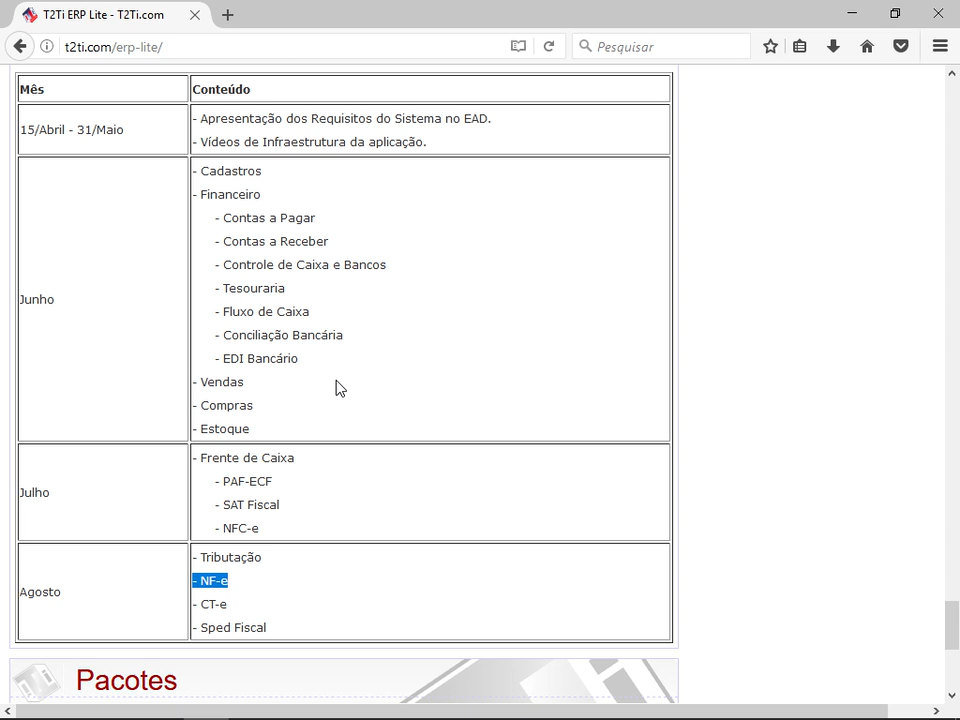 T2Ti ERP Lite - T2Ti.com
t2ti.com/erp-lite/
Pesquisar
Mês
Conteúdo
15/Abril - 31/Maio
- Apresentação dos Requisitos do Sistema no EAD.
- Vídeos de Infraestrutura da aplicação.
Junho
- Cadastros
- Financeiro
- Contas a Pagar
- Contas a Receber
- Controle de Caixa e Bancos
- Tesouraria
- Fluxo de Caixa
- Conciliação Bancária
- EDI Bancário
- Vendas
- Compras
- Estoque
Julho
- Frente de Caixa
- PAF-ECF
- SAT Fiscal
- NFC-e
Agosto
- Tributação
- NF-e
- CT-e
- Sped Fiscal
Pacotes